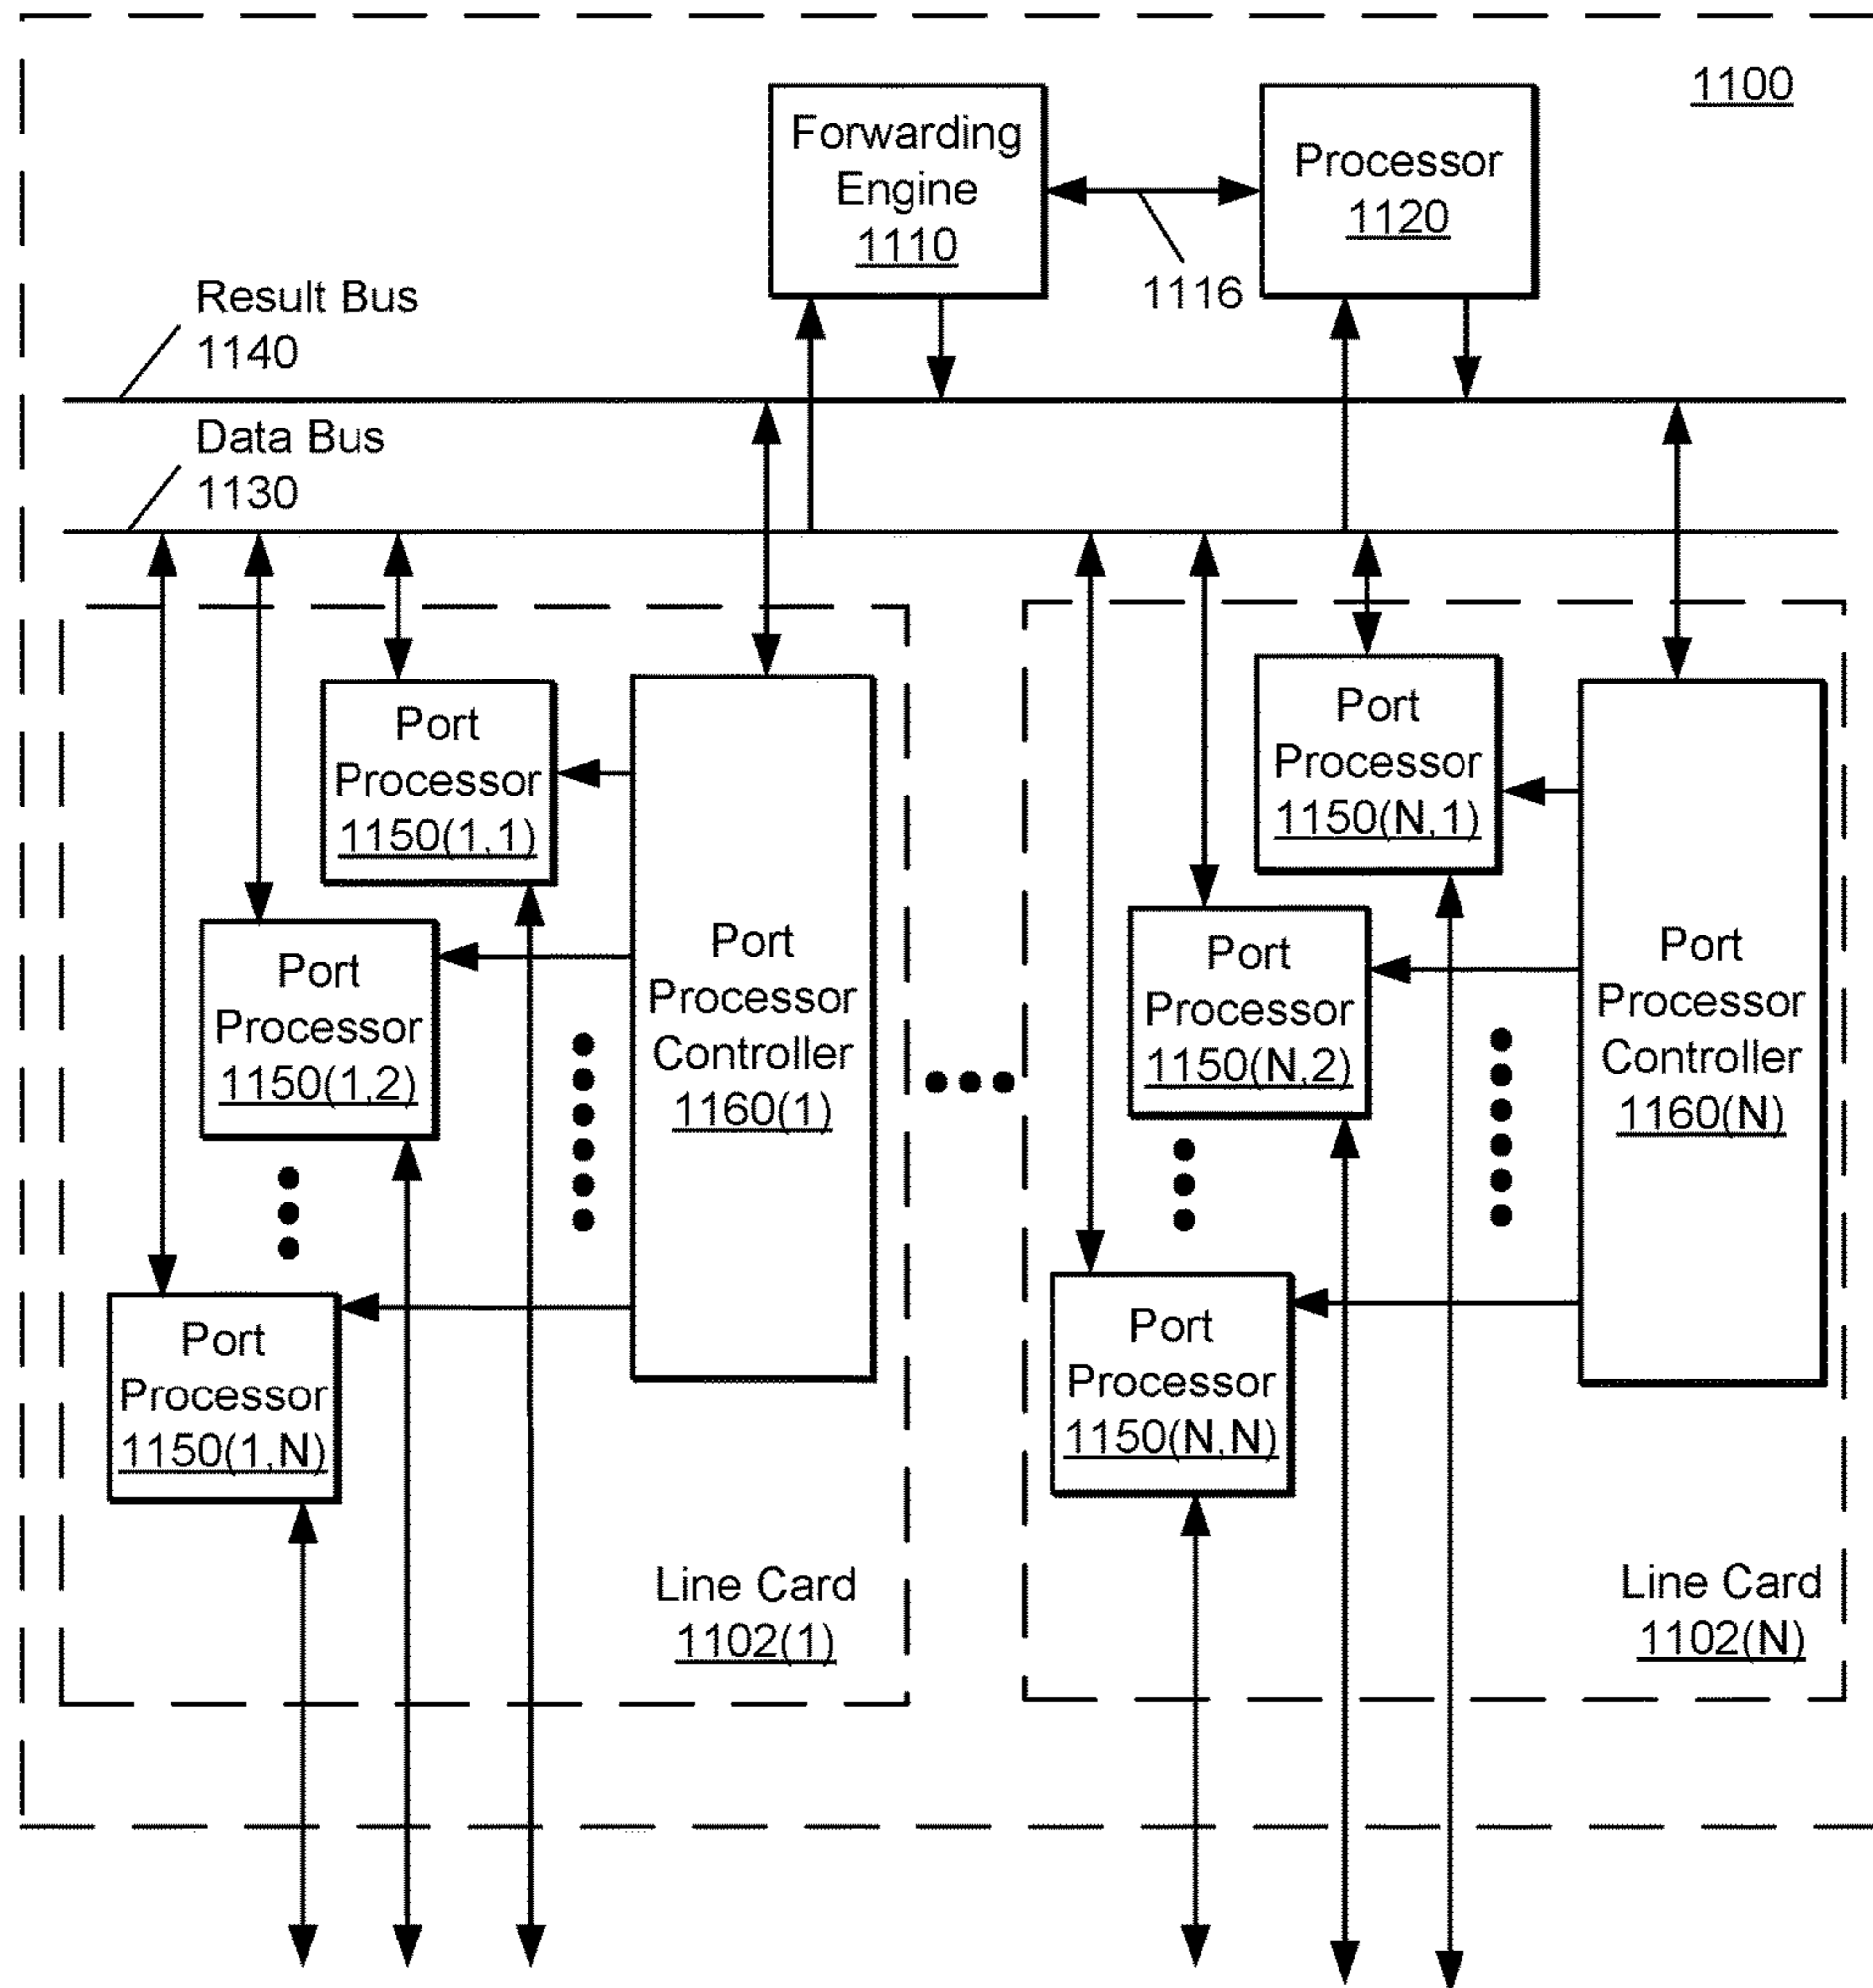 1100
Forwarding
Engine
1110
Processor
1120
1116
Result Bus
1140
Data Bus
1130
Port
Processor
1150(1,1)
Port
Processor
1150(1,2)
Port
Processor
1150(1,N)
Port
Processor
Controller
1160(1)
Line Card
1102(1)
Port
Processor
1150(N,1)
Port
Processor
1150(N,2)
Port
Processor
1150(N,N)
Port
Processor
Controller
1160(N)
Line Card
1102(N)